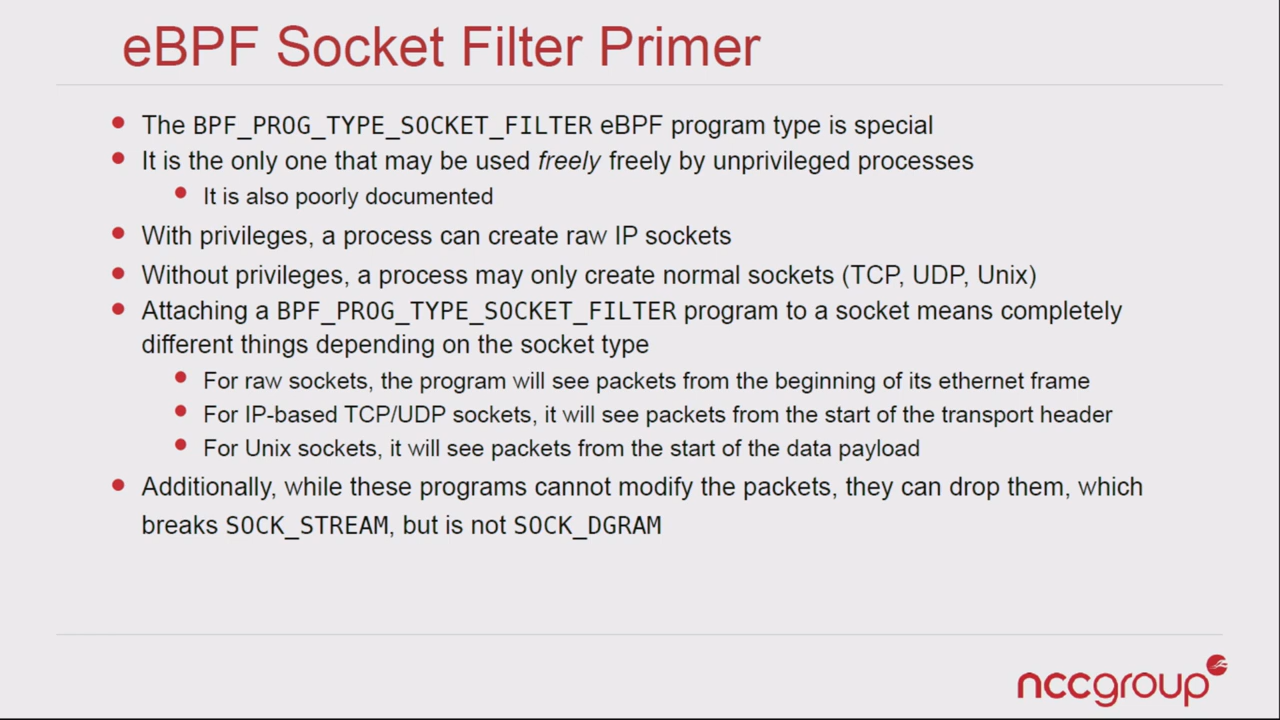 eBPF Socket Filter Primer
The BPF_PROG_TYPE_SOCKET_FILTER eBPF program type is special
It is the only one that may be used freely freely by unprivileged processes
It is also poorly documented
With privileges, a process can create raw IP sockets
Without privileges, a process may only create normal sockets (TCP, UDP, Unix)
Attaching a BPF_PROG_TYPE_SOCKET_FILTER program to a socket means completely
different things depending on the socket type
For raw sockets, the program will see packets from the beginning of its ethernet frame
For IP-based TCP/UDP sockets, it will see packets from the start of the transport header
For Unix sockets, it will see packets from the start of the data payload
Additionally, while these programs cannot modify the packets, they can drop them, which
breaks SOCK_STREAM, but is not SOCK_DGRAM
nccgroup